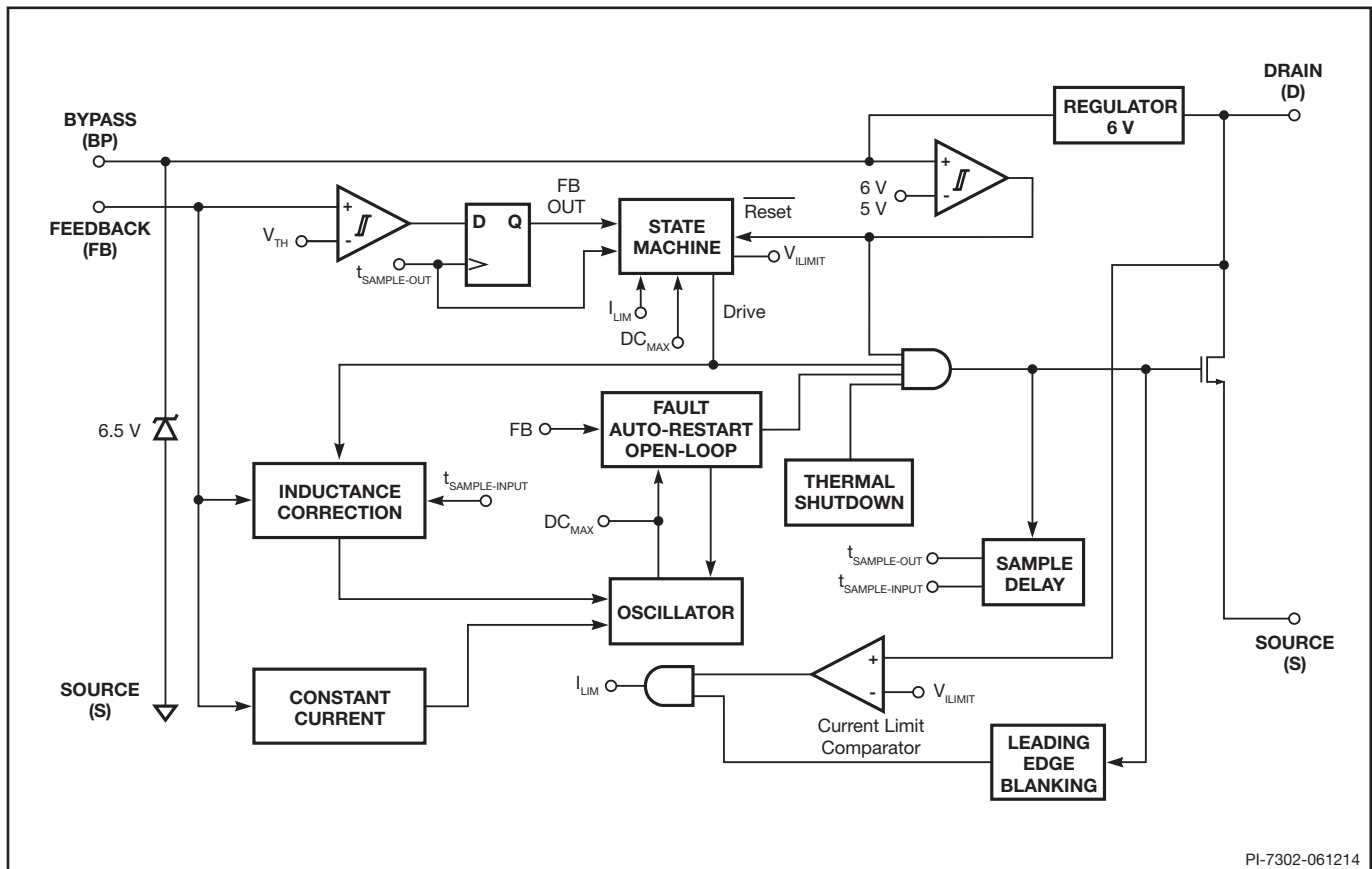 DRAIN
(D)
REGULATOR
6 V
BYPASS
(BP)
FEEDBACK
(FB)
V_TH
+
-
t_SAMPLE-OUT
D
Q
FB
OUT
STATE
MACHINE
Reset
V_ILIMIT
6 V
5 V
+
-
I_LIM
DC_MAX
Drive
6.5 V
FB
FAULT
AUTO-RESTART
OPEN-LOOP
THERMAL
SHUTDOWN
INDUCTANCE
CORRECTION
t_SAMPLE-INPUT
DC_MAX
t_SAMPLE-OUT
t_SAMPLE-INPUT
SAMPLE
DELAY
OSCILLATOR
SOURCE
(S)
SOURCE
(S)
CONSTANT
CURRENT
I_LIM
+
-
V_ILIMIT
Current Limit
Comparator
LEADING
EDGE
BLANKING
PI-7302-061214